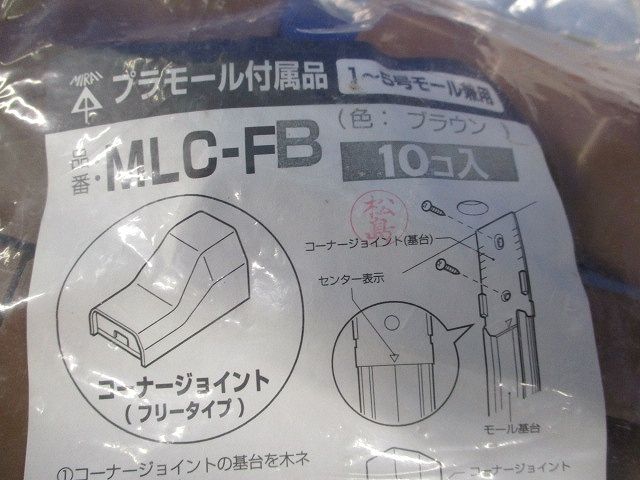 MIRAI
プラモール付属品
1～5号モール兼用
品番:MLC-FB
(色:ブラウン)
10コ入
松島
コーナージョイント(基台)
センター表示
コーナージョイント
(フリータイプ)
モール基台
①コーナージョイントの基台を木ネ
コーナージョイント